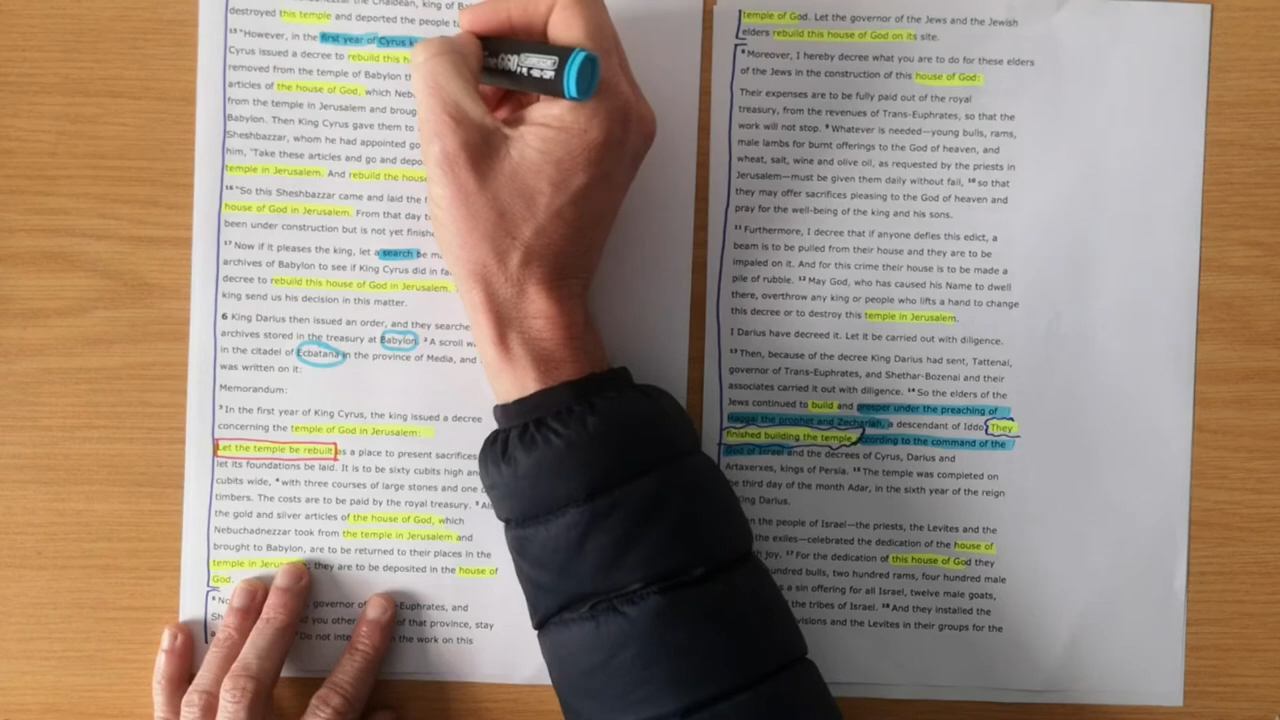 the Chaldean, king of
destroyed this temple and deported the people
13 "However, in the first year of Cyrus
Cyrus issued a decree to rebuild this
removed from the temple of Babylon
articles of the house of God, which
from the temple in Jerusalem and
Babylon. Then King Cyrus gave them to
Sheshbazzar, whom he had appointed
him, 'Take these articles and go and
temple in Jerusalem. And rebuild the
16 "So this Sheshbazzar came and laid the
house of God in Jerusalem. From that day
been under construction but is not yet
17 Now if it pleases the king, let a search be
archives of Babylon to see if King Cyrus did in
decree to rebuild this house of God in Jerusalem.
king send us his decision in this matter.
6 King Darius then issued an order, and they
archives stored in the treasury at Babylon. 2 A scroll
in the citadel of Ecbatana in the province of Media, and
was written on it:
Memorandum:
3 In the first year of King Cyrus, the king issued a decree
concerning the temple of God in Jerusalem:
Let the temple be rebuilt as a place to present sacrifices
let its foundations be laid. It is to be sixty cubits high
cubits wide, 4 with three courses of large stones and one
timbers. The costs are to be paid by the royal treasury. 5
the gold and silver articles of the house of God, which
Nebuchadnezzar took from the temple in Jerusalem and
brought to Babylon, are to be returned to their places in the
temple in they are to be deposited in the house of
God.
governor of and
you other of that province, stay
Do not the work on this
temple of God. Let the governor of the Jews and the Jewish
elders rebuild this house of God on its site.
8 Moreover, I hereby decree what you are to do for these elders
of the Jews in the construction of this house of God:
Their expenses are to be fully paid out of the royal
treasury, from the revenues of Trans-Euphrates, so that the
work will not stop. 9 Whatever is needed—young bulls, rams,
male lambs for burnt offerings to the God of heaven, and
wheat, salt, wine and olive oil, as requested by the priests in
Jerusalem—must be given them daily without fail, 10 so that
they may offer sacrifices pleasing to the God of heaven and
pray for the well-being of the king and his sons.
11 Furthermore, I decree that if anyone defies this edict, a
beam is to be pulled from their house and they are to be
impaled on it. And for this crime their house is to be made a
pile of rubble. 12 May God, who has caused his Name to dwell
there, overthrow any king or people who lifts a hand to change
this decree or to destroy this temple in Jerusalem.
I Darius have decreed it. Let it be carried out with diligence.
13 Then, because of the decree King Darius had sent, Tattenai,
governor of Trans-Euphrates, and Shethar-Bozenai and their
associates carried it out with diligence. 14 So the elders of the
Jews continued to build and prosper under the preaching of
Haggai the prophet and Zechariah, a descendant of Iddo. They
finished building the temple according to the command of the
God of Israel and the decrees of Cyrus, Darius and
Artaxerxes, kings of Persia. 15 The temple was completed on
the third day of the month Adar, in the sixth year of the reign
King Darius.
the people of Israel—the priests, the Levites and the
the exiles—celebrated the dedication of the house of
joy. 17 For the dedication of this house of God they
hundred bulls, two hundred rams, four hundred male
a sin offering for all Israel, twelve male goats,
the tribes of Israel. 18 And they installed the
and the Levites in their groups for the